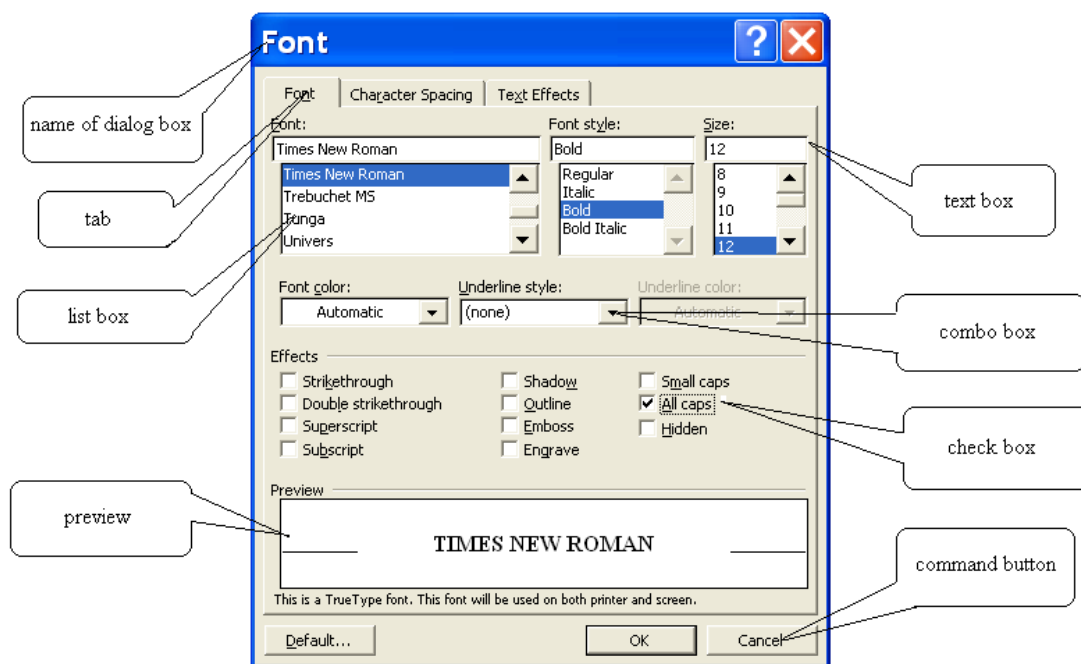 Font
?
name of dialog box
Font Character Spacing Text Effects
Font: Font style: Size:
Times New Roman Bold 12
Times New Roman Regular 8
Trebuchet MS Italic 9
Tunga Bold 10
Univers Bold Italic 11
12
tab
text box
list box
Font color: Underline style: Underline color:
Automatic (none) Automatic
combo box
Effects
Strikethrough Shadow Small caps
Double strikethrough Outline All caps
Superscript Emboss Hidden
Subscript Engrave
check box
Preview
preview
TIMES NEW ROMAN
This is a TrueType font. This font will be used on both printer and screen.
command button
Default... OK Cancel